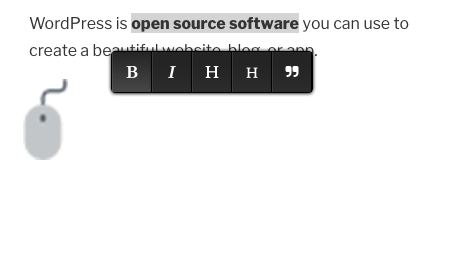 WordPress is open source software you can use to
create a beautiful website, blog, or app.
B I H H ❞